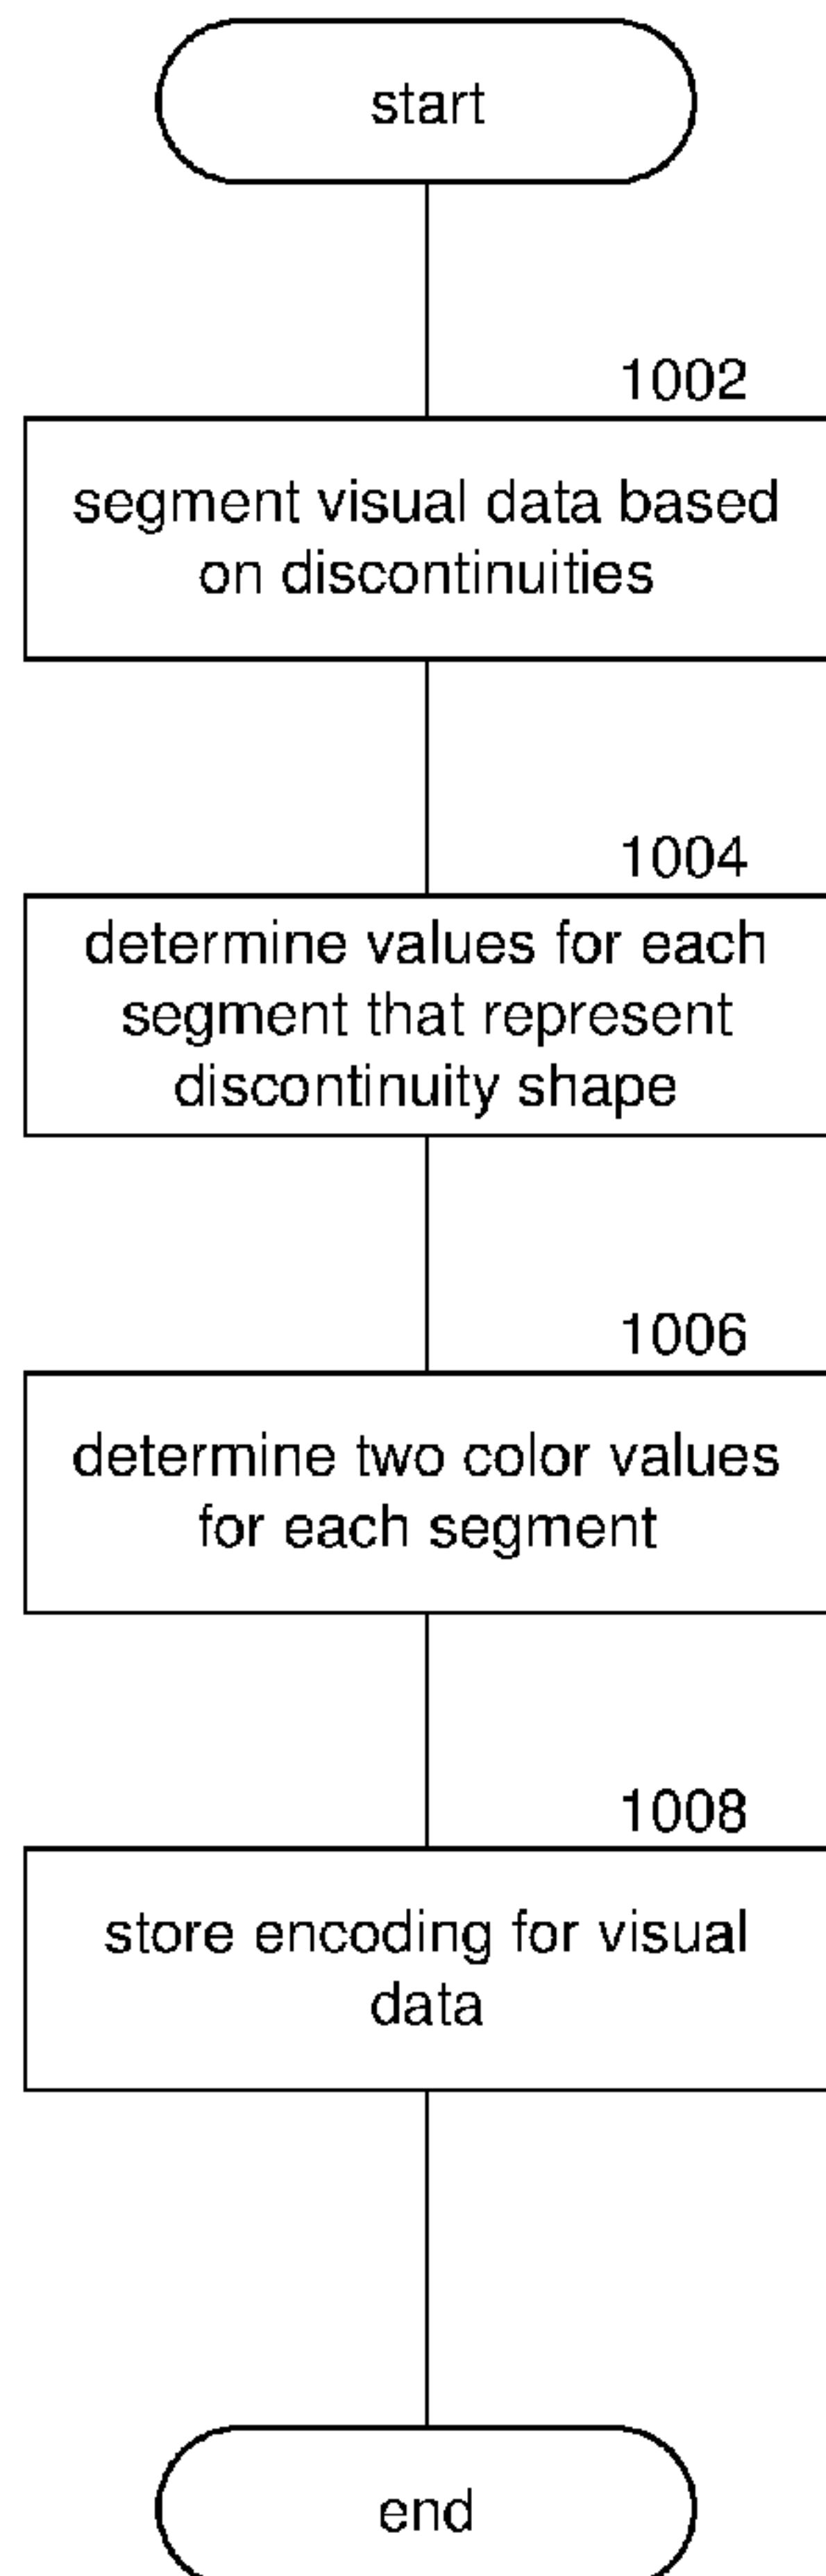 start
1002
segment visual data based
on discontinuities
1004
determine values for each
segment that represent
discontinuity shape
1006
determine two color values
for each segment
1008
store encoding for visual
data
end